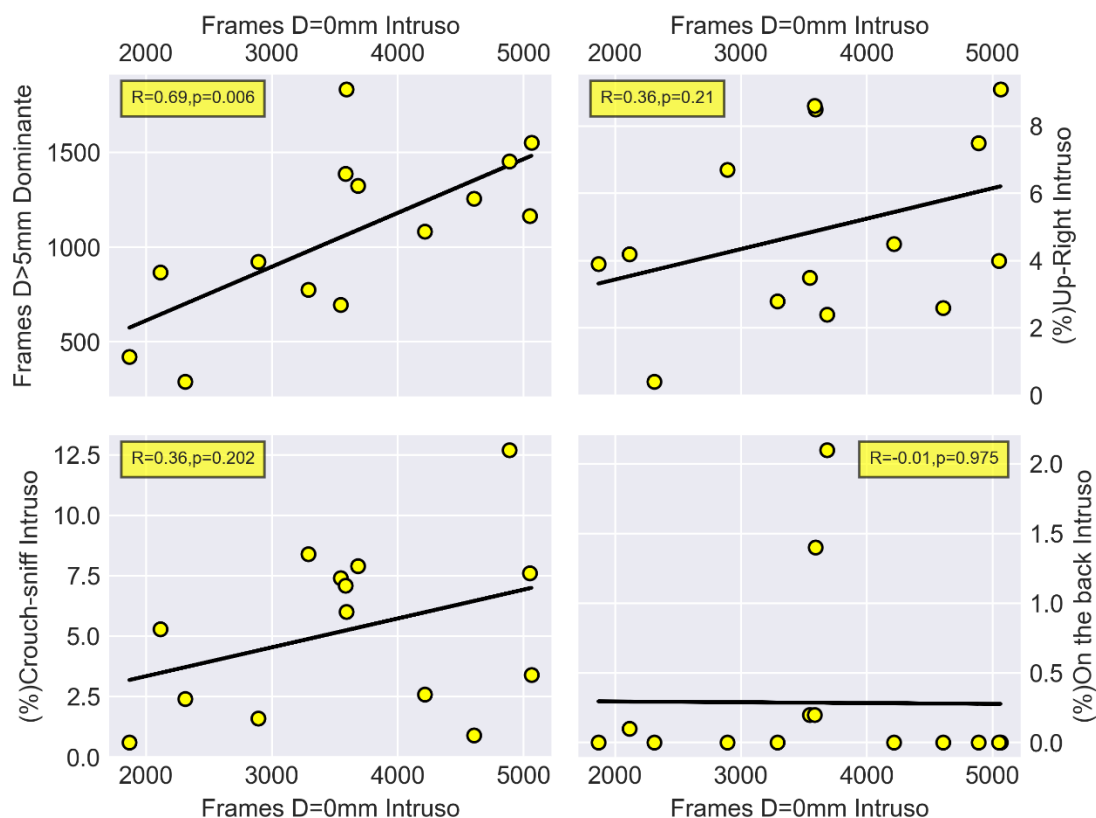 Frames D=0mm Intruso
2000 3000 4000 5000
Frames D>5mm Dominante
1500
1000
500
R=0.69,p=0.006
Frames D=0mm Intruso
2000 3000 4000 5000
R=0.36,p=0.21
8
6
4
2
0
(%)Up-Right Intruso
(%)Crouch-sniff Intruso
12.5
10.0
7.5
5.0
2.5
0.0
R=0.36,p=0.202
2000 3000 4000 5000
Frames D=0mm Intruso
R=-0.01,p=0.975
2.0
1.5
1.0
0.5
0.0
(%)On the back Intruso
2000 3000 4000 5000
Frames D=0mm Intruso